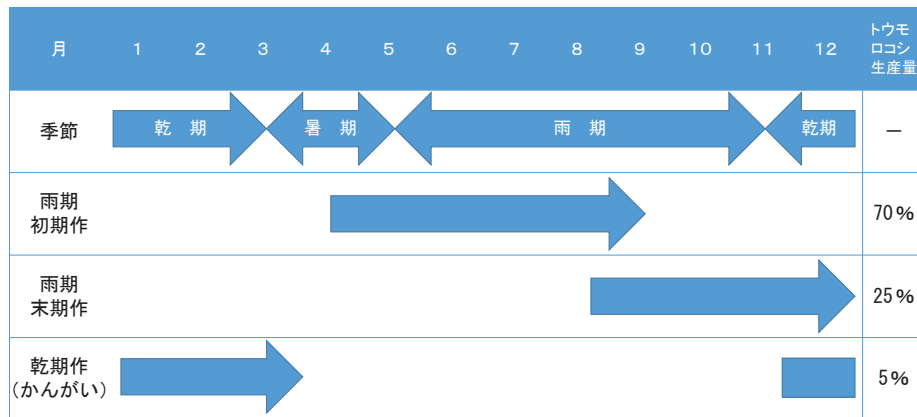 月 1 2 3 4 5 6 7 8 9 10 11 12 トウモ
ロコシ
生産量
季節 乾 期 暑 期 雨 期 乾期 －
雨期
初期作 70%
雨期
末期作 25%
乾期作
(かんがい) 5%